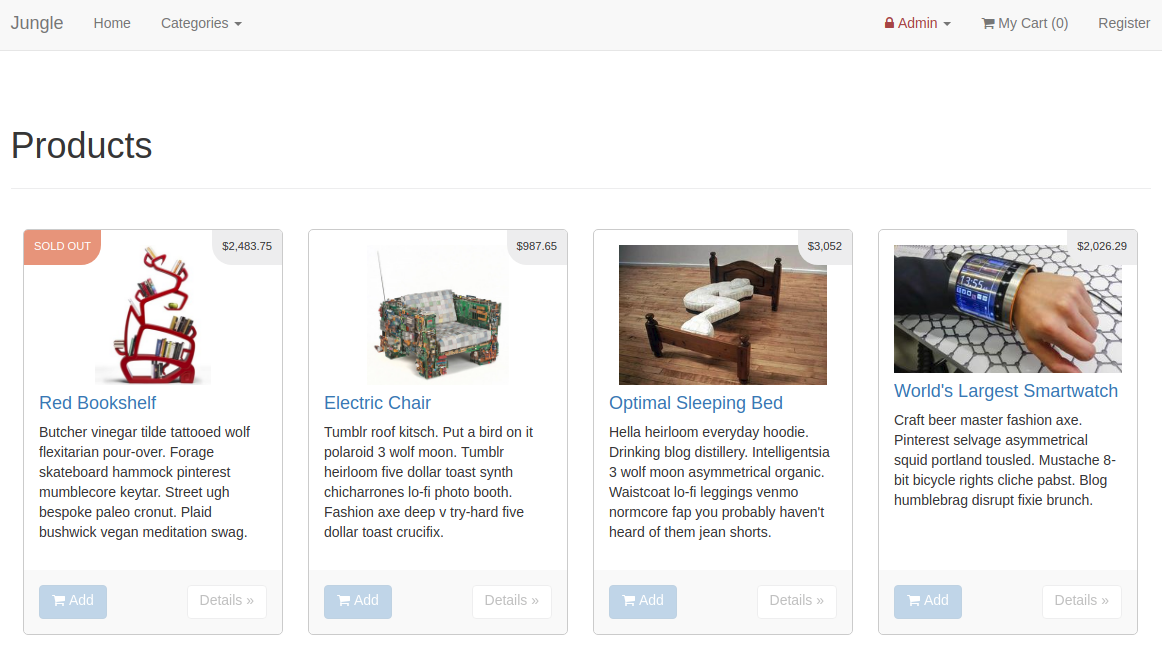 Jungle Home Categories Admin My Cart (0) Register
Products
SOLD OUT $2,483.75
Red Bookshelf
Butcher vinegar tilde tattooed wolf
flexitarian pour-over. Forage
skateboard hammock pinterest
mumblecore keytar. Street ugh
bespoke paleo cronut. Plaid
bushwick vegan meditation swag.
Add Details »
$987.65
Electric Chair
Tumblr roof kitsch. Put a bird on it
polaroid 3 wolf moon. Tumblr
heirloom five dollar toast synth
chicharrones lo-fi photo booth.
Fashion axe deep v try-hard five
dollar toast crucifix.
Add Details »
$3,052
Optimal Sleeping Bed
Hella heirloom everyday hoodie.
Drinking blog distillery. Intelligentsia
3 wolf moon asymmetrical organic.
Waistcoat lo-fi leggings venmo
normcore fap you probably haven't
heard of them jean shorts.
Add Details »
$2,026.29
13:55
World's Largest Smartwatch
Craft beer master fashion axe.
Pinterest selvage asymmetrical
squid portland tousled. Mustache 8-
bit bicycle rights cliche pabst. Blog
humblebrag disrupt fixie brunch.
Add Details »